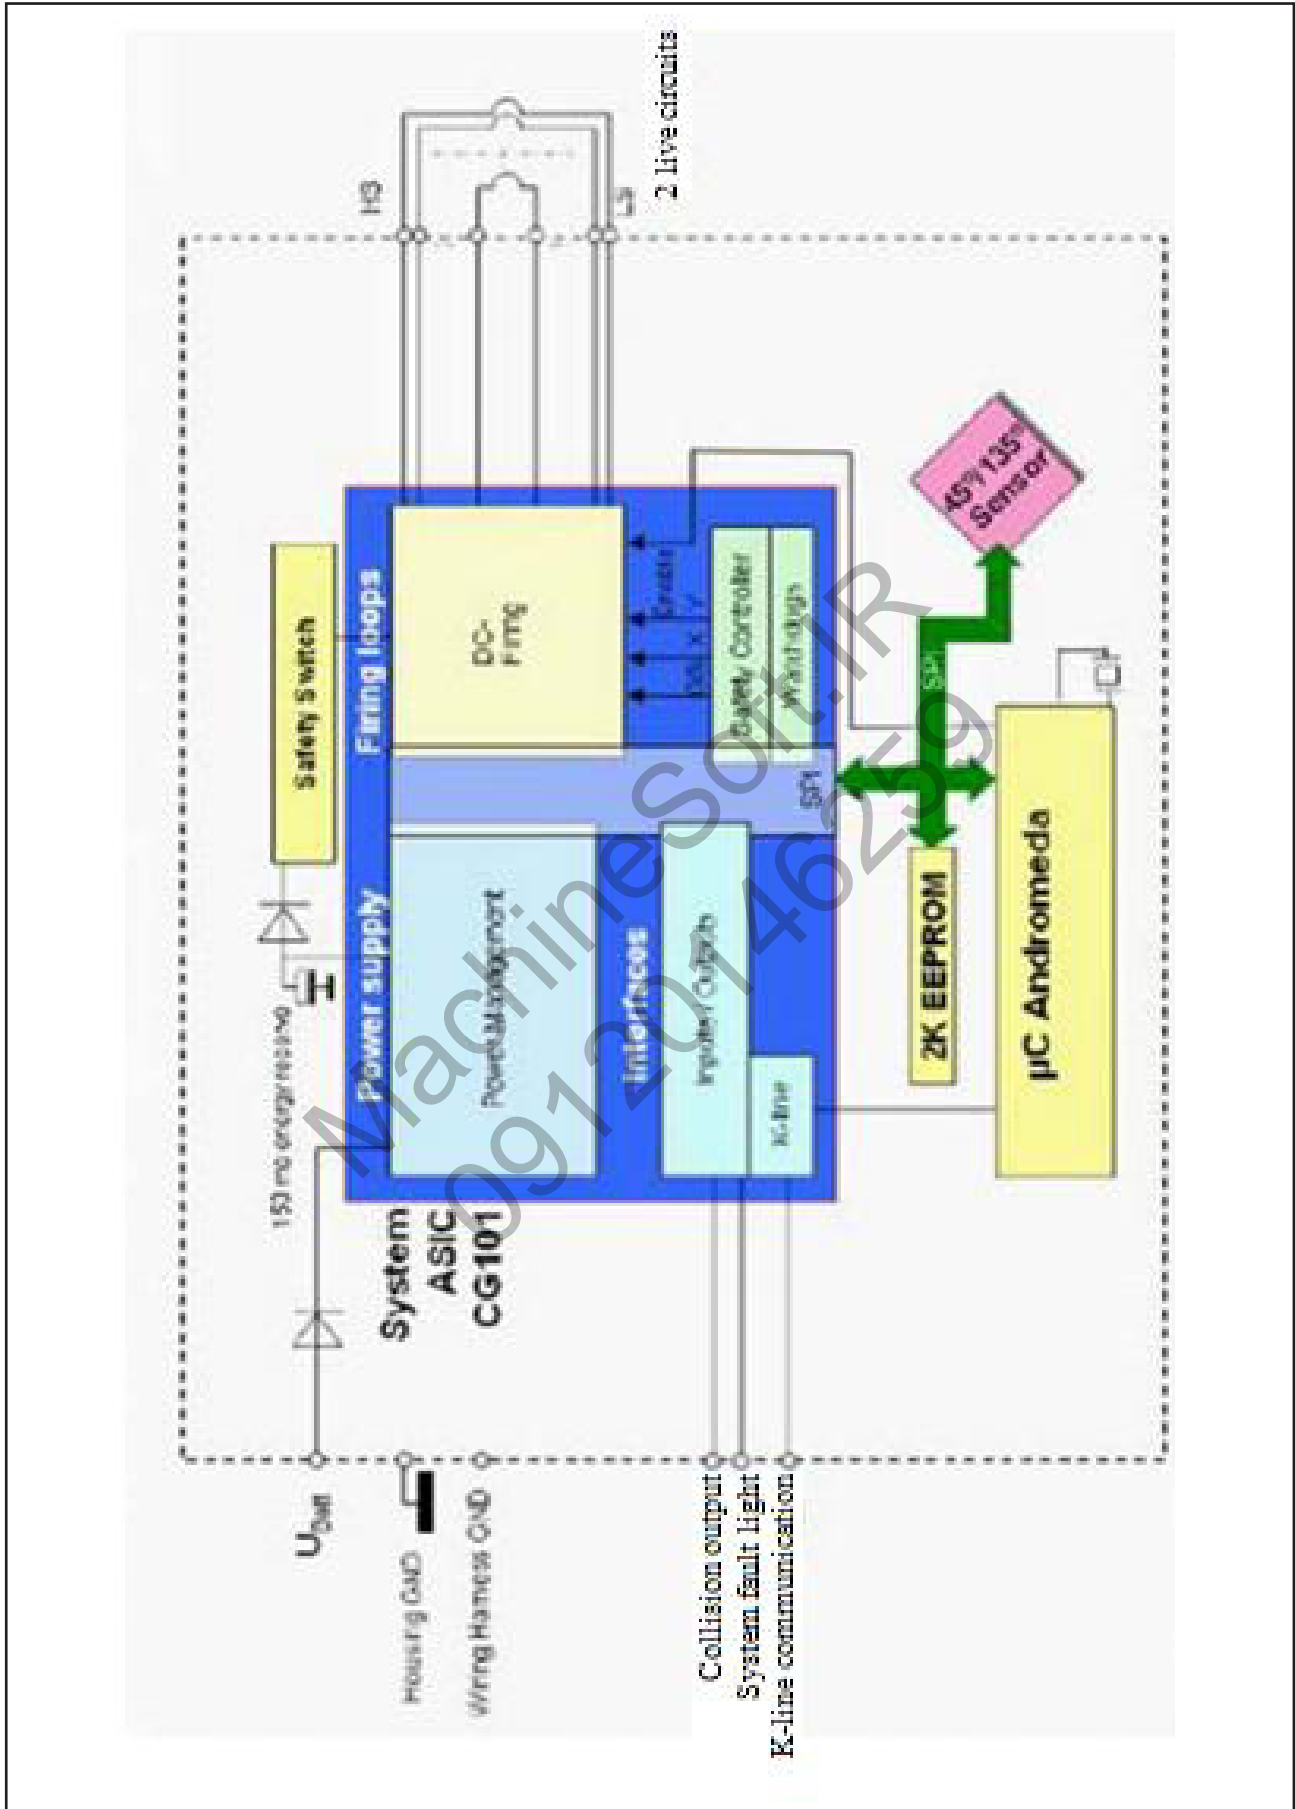 2 live circuits
HS
LS
Safety Switch
Firing loops
DC-
Firing
Enable
Safety Controller
Watchdogs
45°/135°
Sensor
SPI
SPI
Power supply
Power-Management
Interfaces
Inputs / Outputs
K-line
2K EEPROM
µC Andromeda
System
ASIC
CG101
Housing GND
Wiring Harness GND
Collision output
System fault light
K-line communication
MachineSoft.IR
09120146259